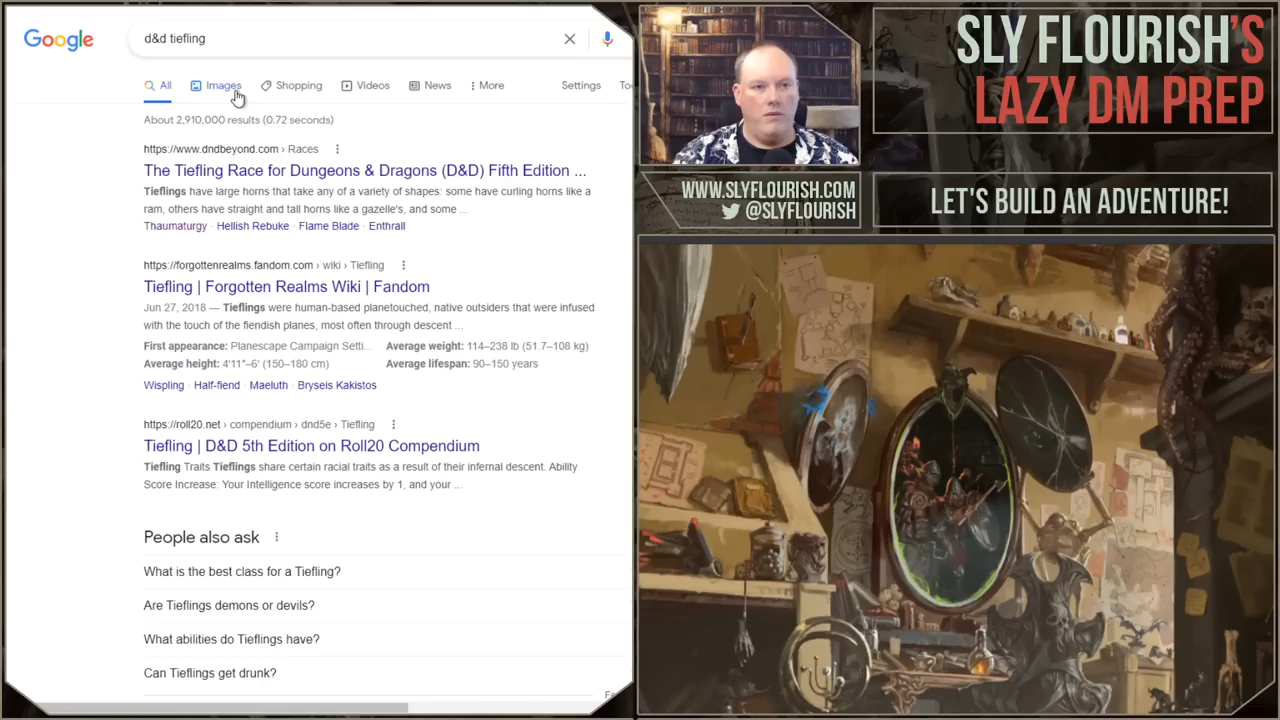 Google
d&d tiefling
All
Images
Shopping
Videos
News
More
Settings
About 2,910,000 results (0.72 seconds)
https://www.dndbeyond.com › Races
The Tiefling Race for Dungeons & Dragons (D&D) Fifth Edition ...
Tieflings have large horns that take any of a variety of shapes: some have curling horns like a
ram, others have straight and tall horns like a gazelle's, and some ...
Thaumaturgy · Hellish Rebuke · Flame Blade · Enthrall
https://forgottenrealms.fandom.com › wiki › Tiefling
Tiefling | Forgotten Realms Wiki | Fandom
Jun 27, 2018 — Tieflings were human-based planetouched, native outsiders that were infused
with the touch of the fiendish planes, most often through descent ...
First appearance: Planescape Campaign Setti... Average weight: 114–238 lb (51.7–108 kg)
Average height: 4'11"–6' (150–180 cm) Average lifespan: 90–150 years
Wispling · Half-fiend · Maeluth · Bryseis Kakistos
https://roll20.net › compendium › dnd5e › Tiefling
Tiefling | D&D 5th Edition on Roll20 Compendium
Tiefling Traits Tieflings share certain racial traits as a result of their infernal descent. Ability
Score Increase: Your Intelligence score increases by 1, and your ...
People also ask
What is the best class for a Tiefling?
Are Tieflings demons or devils?
What abilities do Tieflings have?
Can Tieflings get drunk?
SLY FLOURISH'S
LAZY DM PREP
WWW.SLYFLOURISH.COM
@SLYFLOURISH
LET'S BUILD AN ADVENTURE!